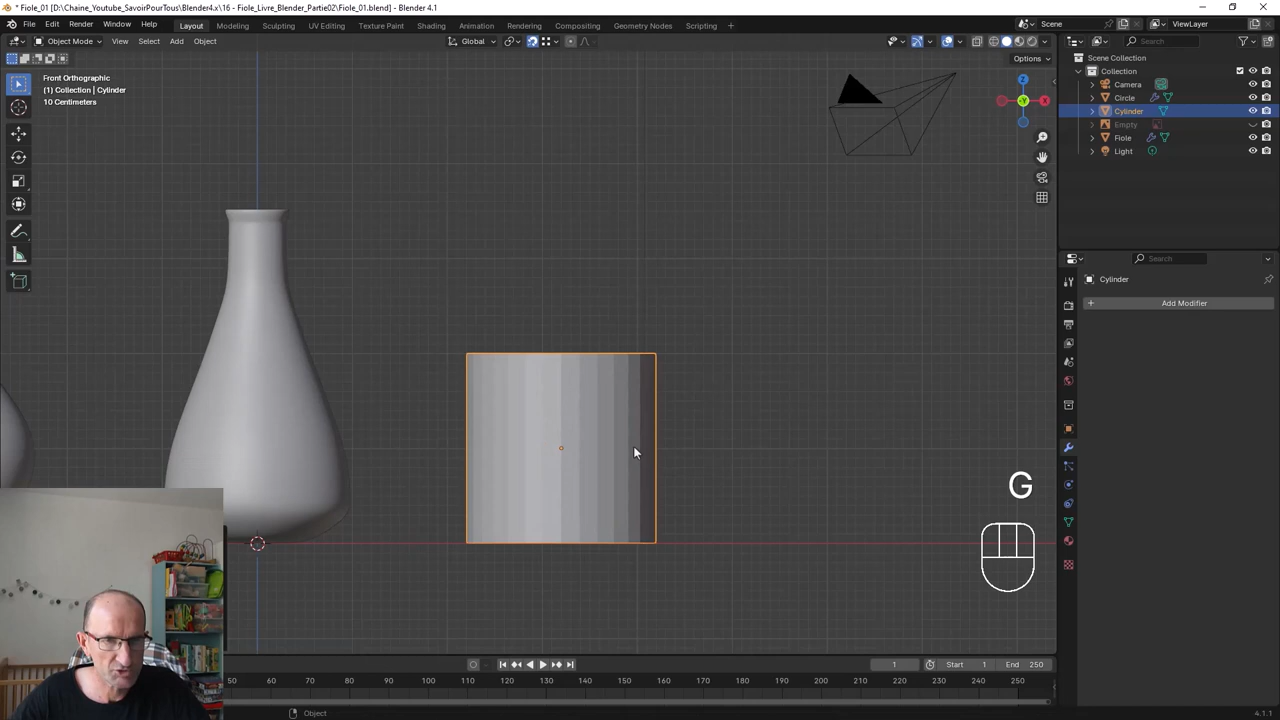 * Fiole_01 [D:\Chaine_Youtube_SavoirPourTous\Blender4.x\16 - Fiole_Livre_Blender_Partie02\Fiole_01.blend] - Blender 4.1
File Edit Render Window Help Layout Modeling Sculpting UV Editing Texture Paint Shading Animation Rendering Compositing Geometry Nodes Scripting + Scene ViewLayer
Object Mode View Select Add Object Global Search
Options
Front Orthographic
(1) Collection | Cylinder
10 Centimeters
Z
-Y
X
Scene Collection
Collection
Camera
Circle
Cylinder
Empty
Fiole
Light
Search
Cylinder
+ Add Modifier
G
1 Start 1 End 250
50 60 70 80 90 100 110 120 130 140 150 160 170 180 190 200 210 220 230 240 250
Object 4.1.1